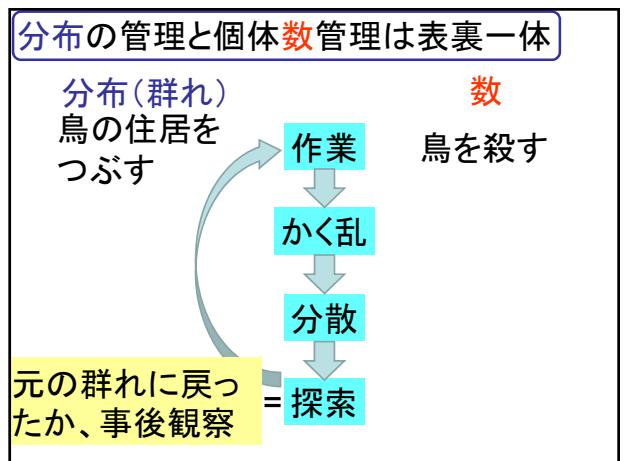 分布の管理と個体数管理は表裏一体
分布(群れ)
数
鳥の住居を
つぶす
作業
鳥を殺す
かく乱
分散
元の群れに戻っ
たか、事後観察
=
探索